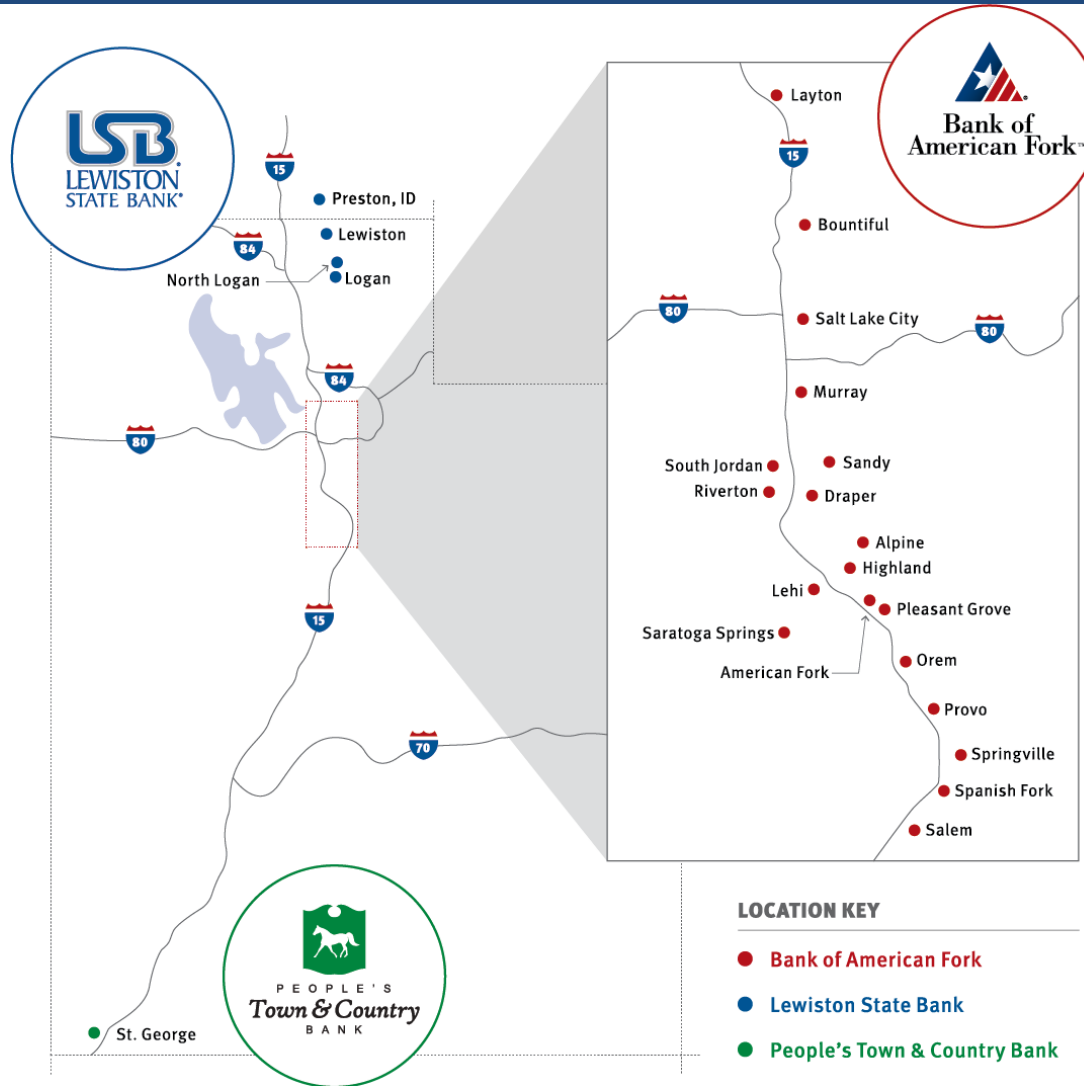 LSB
LEWISTON
STATE BANK®
15
Preston, ID
84
Lewiston
North Logan
Logan
84
80
15
70
St. George
PEOPLE'S
Town & Country
BANK
Bank of
American Fork™
Layton
15
Bountiful
80
Salt Lake City
80
Murray
South Jordan
Sandy
Riverton
Draper
Alpine
Highland
Lehi
Pleasant Grove
Saratoga Springs
American Fork
Orem
Provo
Springville
Spanish Fork
Salem
LOCATION KEY
Bank of American Fork
Lewiston State Bank
People's Town & Country Bank